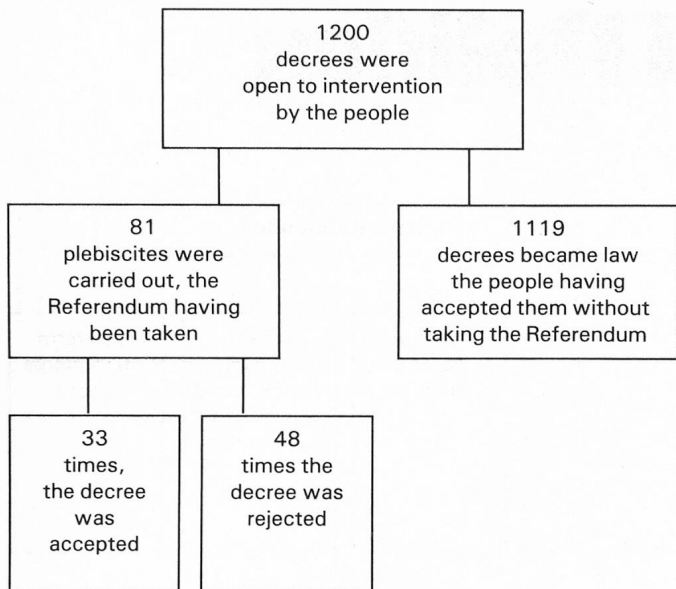 1200
decrees were
open to intervention
by the people
81
plebiscites were
carried out, the
Referendum having
been taken
1119
decrees became law
the people having
accepted them without
taking the Referendum
33
times,
the decree
was
accepted
48
times the
decree was
rejected